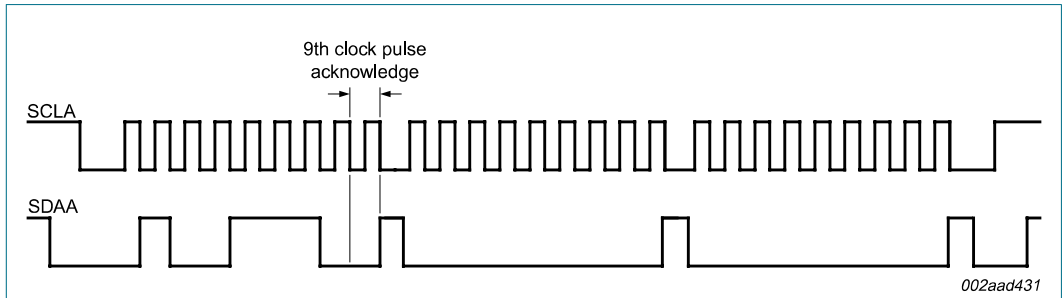 9th clock pulse
acknowledge
SCLA
SDAA
002aad431